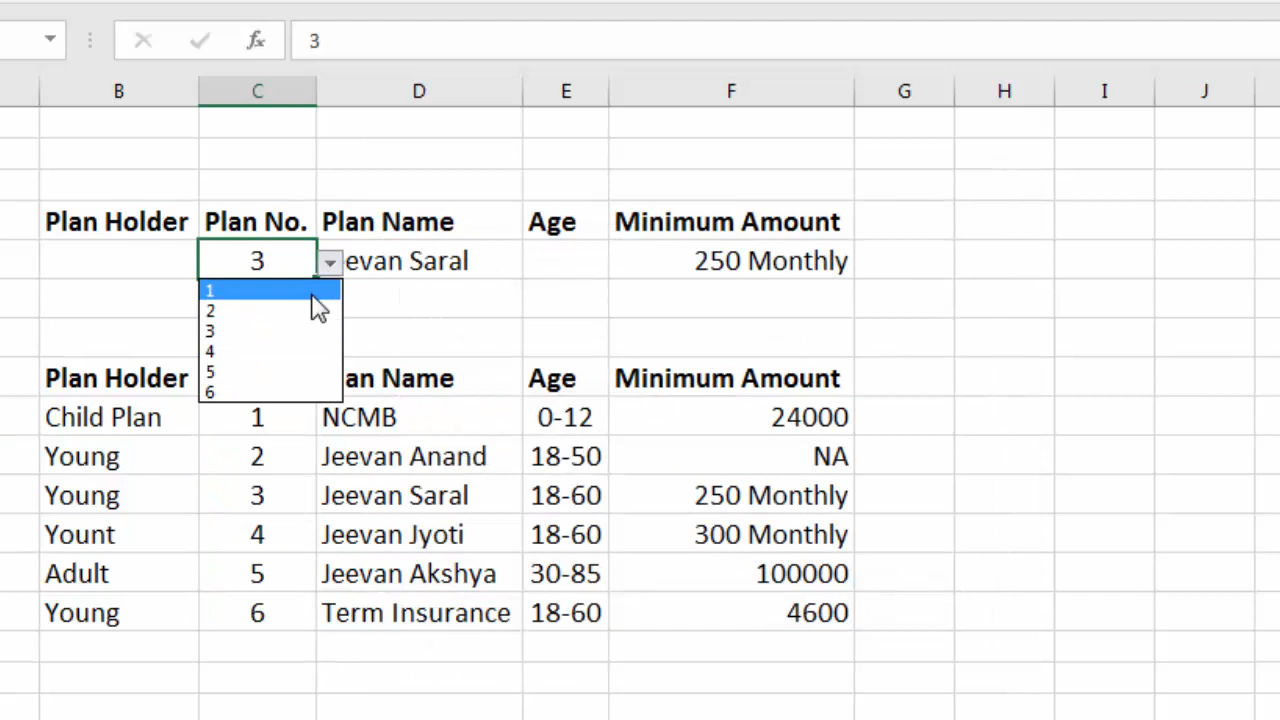 fx 3
B C D E F G H I J
Plan Holder Plan No. Plan Name Age Minimum Amount
3 evan Saral 250 Monthly
1
2
3
4
5
6
Plan Holder an Name Age Minimum Amount
Child Plan 1 NCMB 0-12 24000
Young 2 Jeevan Anand 18-50 NA
Young 3 Jeevan Saral 18-60 250 Monthly
Yount 4 Jeevan Jyoti 18-60 300 Monthly
Adult 5 Jeevan Akshya 30-85 100000
Young 6 Term Insurance 18-60 4600